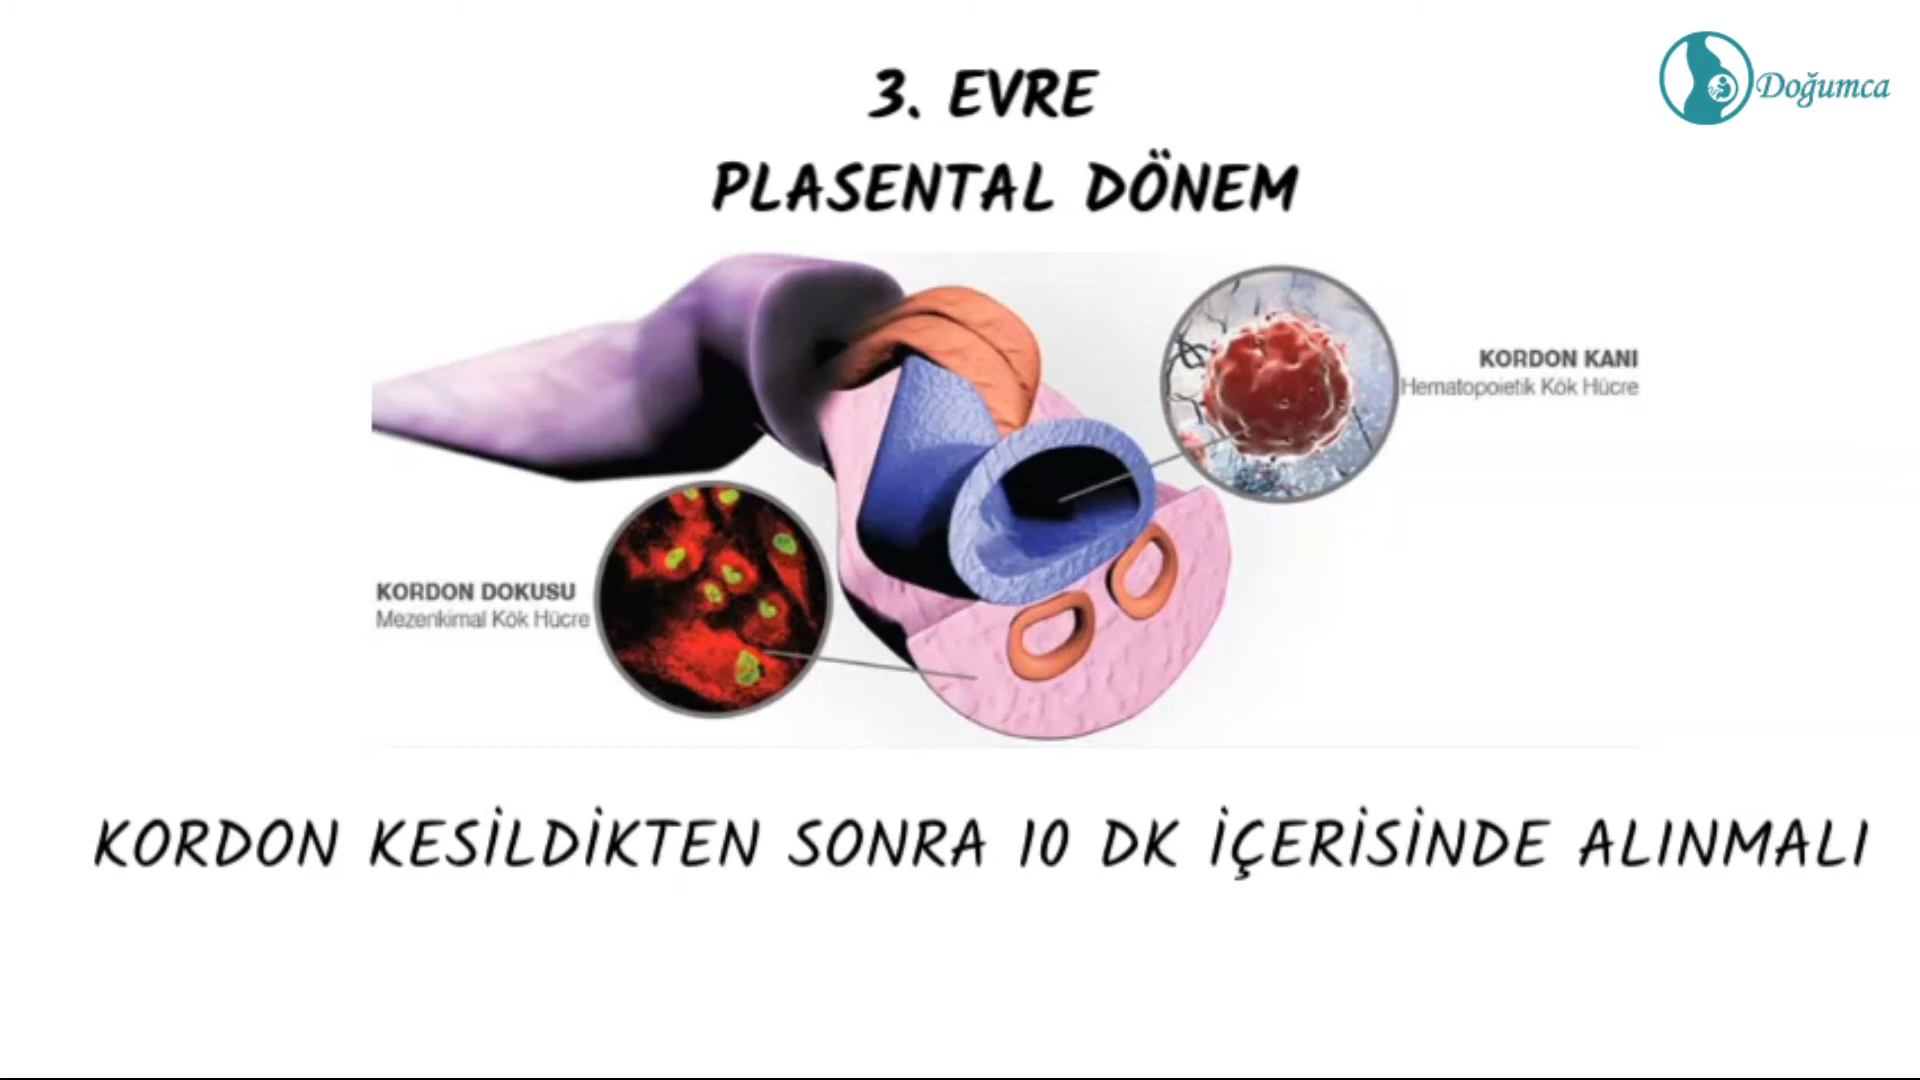 Doğumca
3. EVRE
PLASENTAL DÖNEM
KORDON KANI
Hematopoietik Kök Hücre
KORDON DOKUSU
Mezenkimal Kök Hücre
KORDON KESİLDİKTEN SONRA 10 DK İÇERİSİNDE ALINMALI